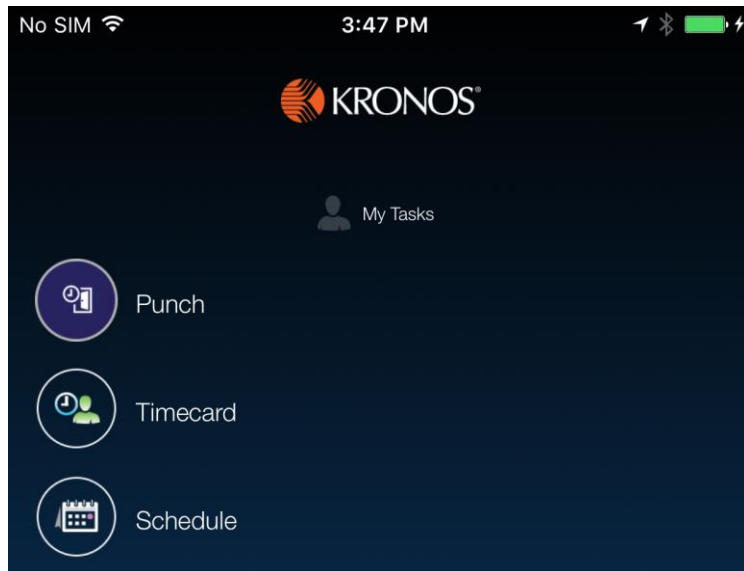 No SIM 3:47 PM
KRONOS®
My Tasks
Punch
Timecard
Schedule